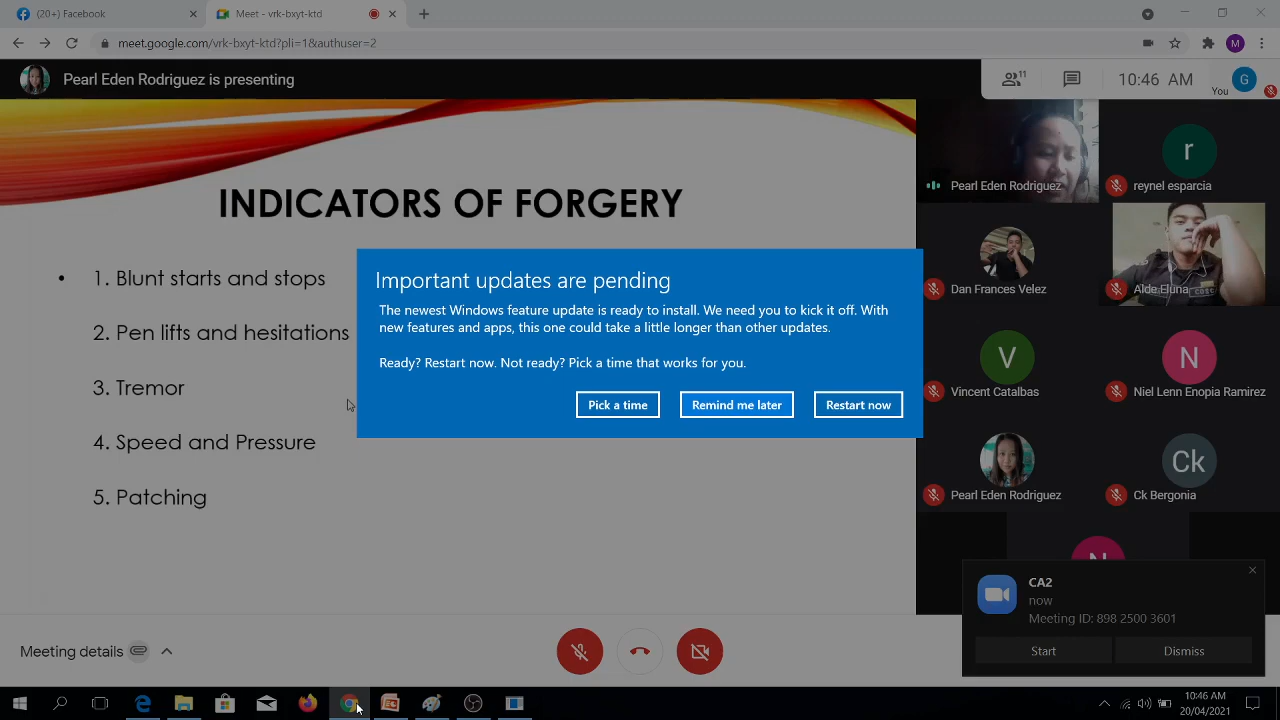 (20+) Facebook
Meet - vrk-bxyt-ktd
meet.google.com/vrk-bxyt-ktd?pli=1&authuser=2
M
Pearl Eden Rodriguez is presenting
11
10:46 AM
You
G
INDICATORS OF FORGERY
• 1. Blunt starts and stops
2. Pen lifts and hesitations
3. Tremor
4. Speed and Pressure
5. Patching
Important updates are pending
The newest Windows feature update is ready to install. We need you to kick it off. With
new features and apps, this one could take a little longer than other updates.
Ready? Restart now. Not ready? Pick a time that works for you.
Pick a time
Remind me later
Restart now
Pearl Eden Rodriguez
r
reynel esparcia
Dan Frances Velez
Alde Eluna
V
Vincent Catalbas
N
Niel Lenn Enopia Ramirez
Pearl Eden Rodriguez
Ck
Ck Bergonia
N
CA2
now
Meeting ID: 898 2500 3601
Start
Dismiss
Meeting details
10:46 AM
20/04/2021